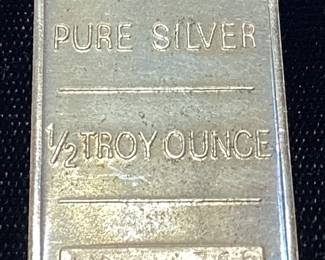 PURE SILVER
½ TROY OUNCE